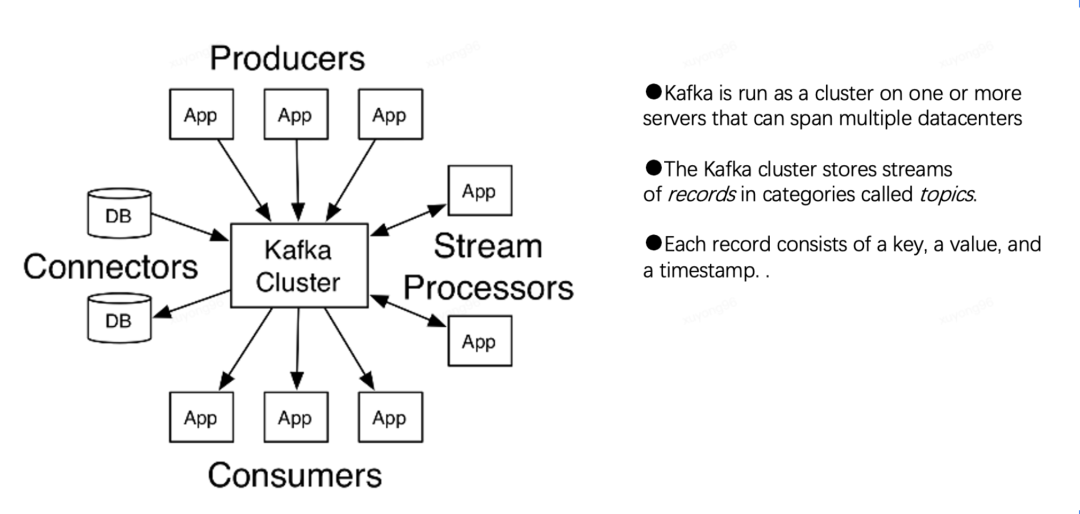 Producers
App
App
App
App
DB
Kafka
Cluster
Stream
Connectors
Processors
DB
App
App
App
App
Consumers
●Kafka is run as a cluster on one or more
servers that can span multiple datacenters
●The Kafka cluster stores streams
of records in categories called topics.
●Each record consists of a key, a value, and
a timestamp. .